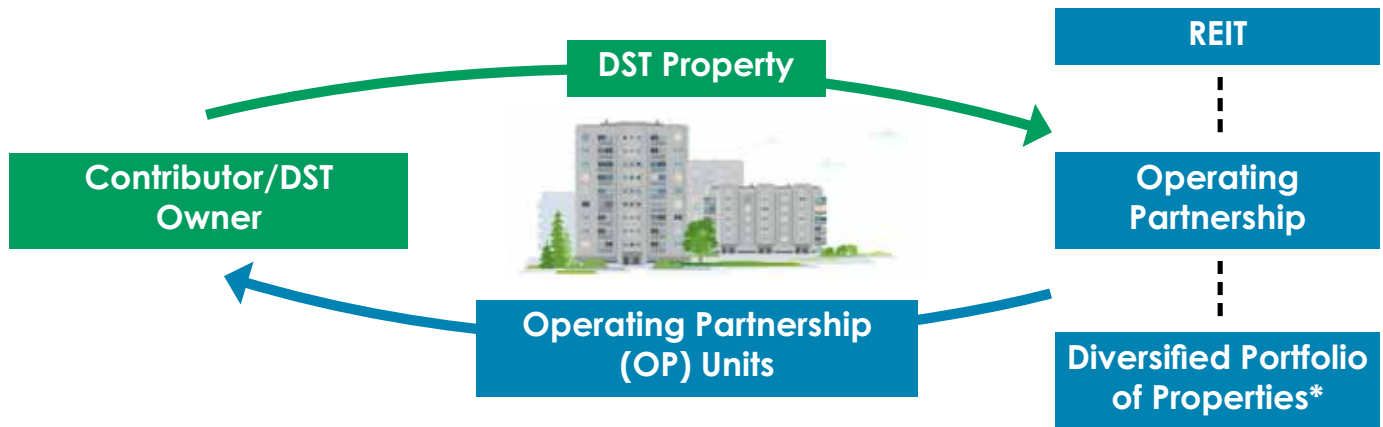 DST Property
REIT
Contributor/DST
Owner
Operating
Partnership
Operating Partnership
(OP) Units
Diversified Portfolio
of Properties*